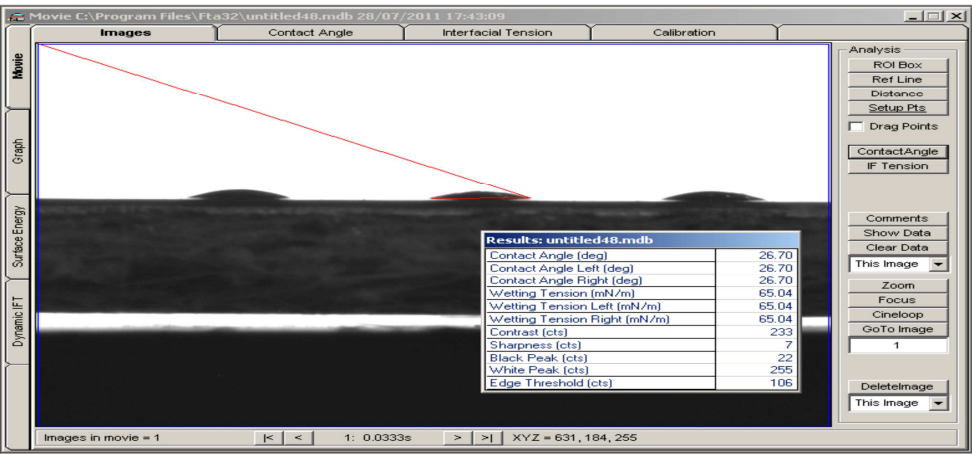 Movie C:\Program Files\Fta32\untitled48.mdb 28/07/2011 17:43:09
Images Contact Angle Interfacial Tension Calibration
Movie
Graph
Surface Energy
Dynamic IFT
Analysis
ROI Box
Ref Line
Distance
Setup Pts
Drag Points
ContactAngle
IF Tension
Comments
Show Data
Clear Data
This Image
Zoom
Focus
Cineloop
GoTo Image
1
DeleteImage
This Image
Results: untitled48.mdb
Contact Angle (deg) 26.70
Contact Angle Left (deg) 26.70
Contact Angle Right (deg) 26.70
Wetting Tension (mN/m) 65.04
Wetting Tension Left (mN/m) 65.04
Wetting Tension Right (mN/m) 65.04
Contrast (cts) 233
Sharpness (cts) 7
Black Peak (cts) 22
White Peak (cts) 255
Edge Threshold (cts) 106
Images in movie = 1 |< < 1: 0.0333s > >| XYZ = 631, 184, 255